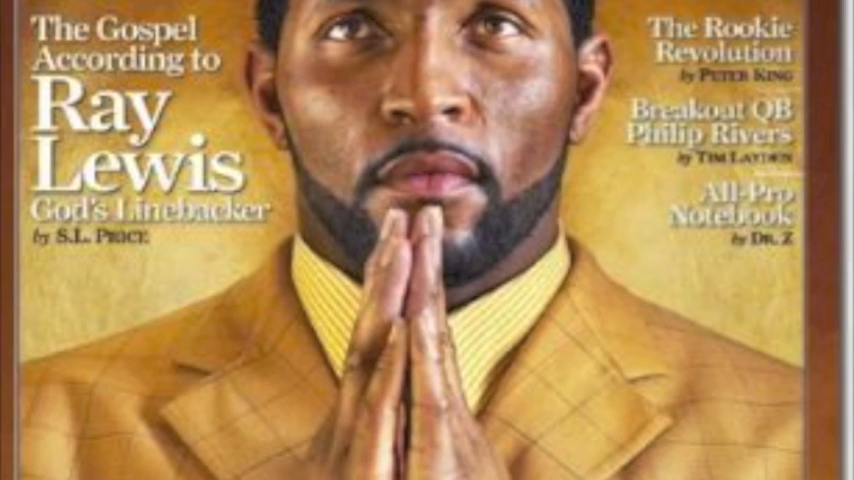 The Gospel
According to
Ray
Lewis
God's Linebacker
by S.L. PRICE
The Rookie
Revolution
by PETER KING
Breakout QB
Philip Rivers
by TIM LAYDEN
All-Pro
Notebook
by DR. Z